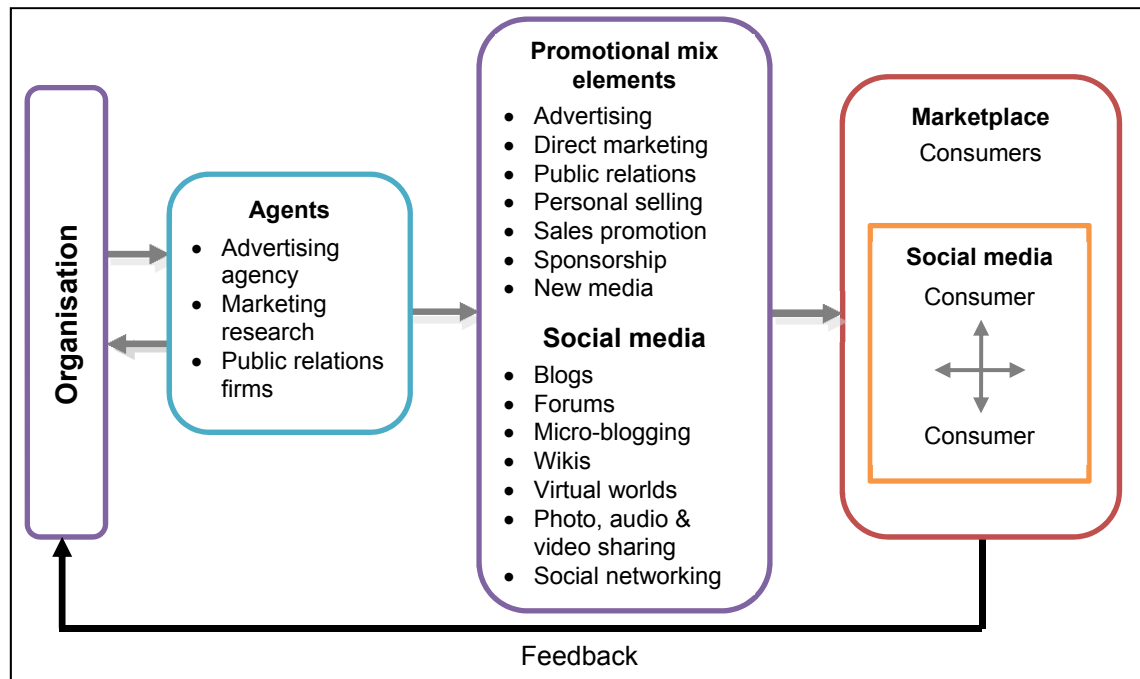 Organisation
Agents
• Advertising
agency
• Marketing
research
• Public relations
firms
Promotional mix
elements
• Advertising
• Direct marketing
• Public relations
• Personal selling
• Sales promotion
• Sponsorship
• New media
Social media
• Blogs
• Forums
• Micro-blogging
• Wikis
• Virtual worlds
• Photo, audio &
video sharing
• Social networking
Marketplace
Consumers
Social media
Consumer
Consumer
Feedback